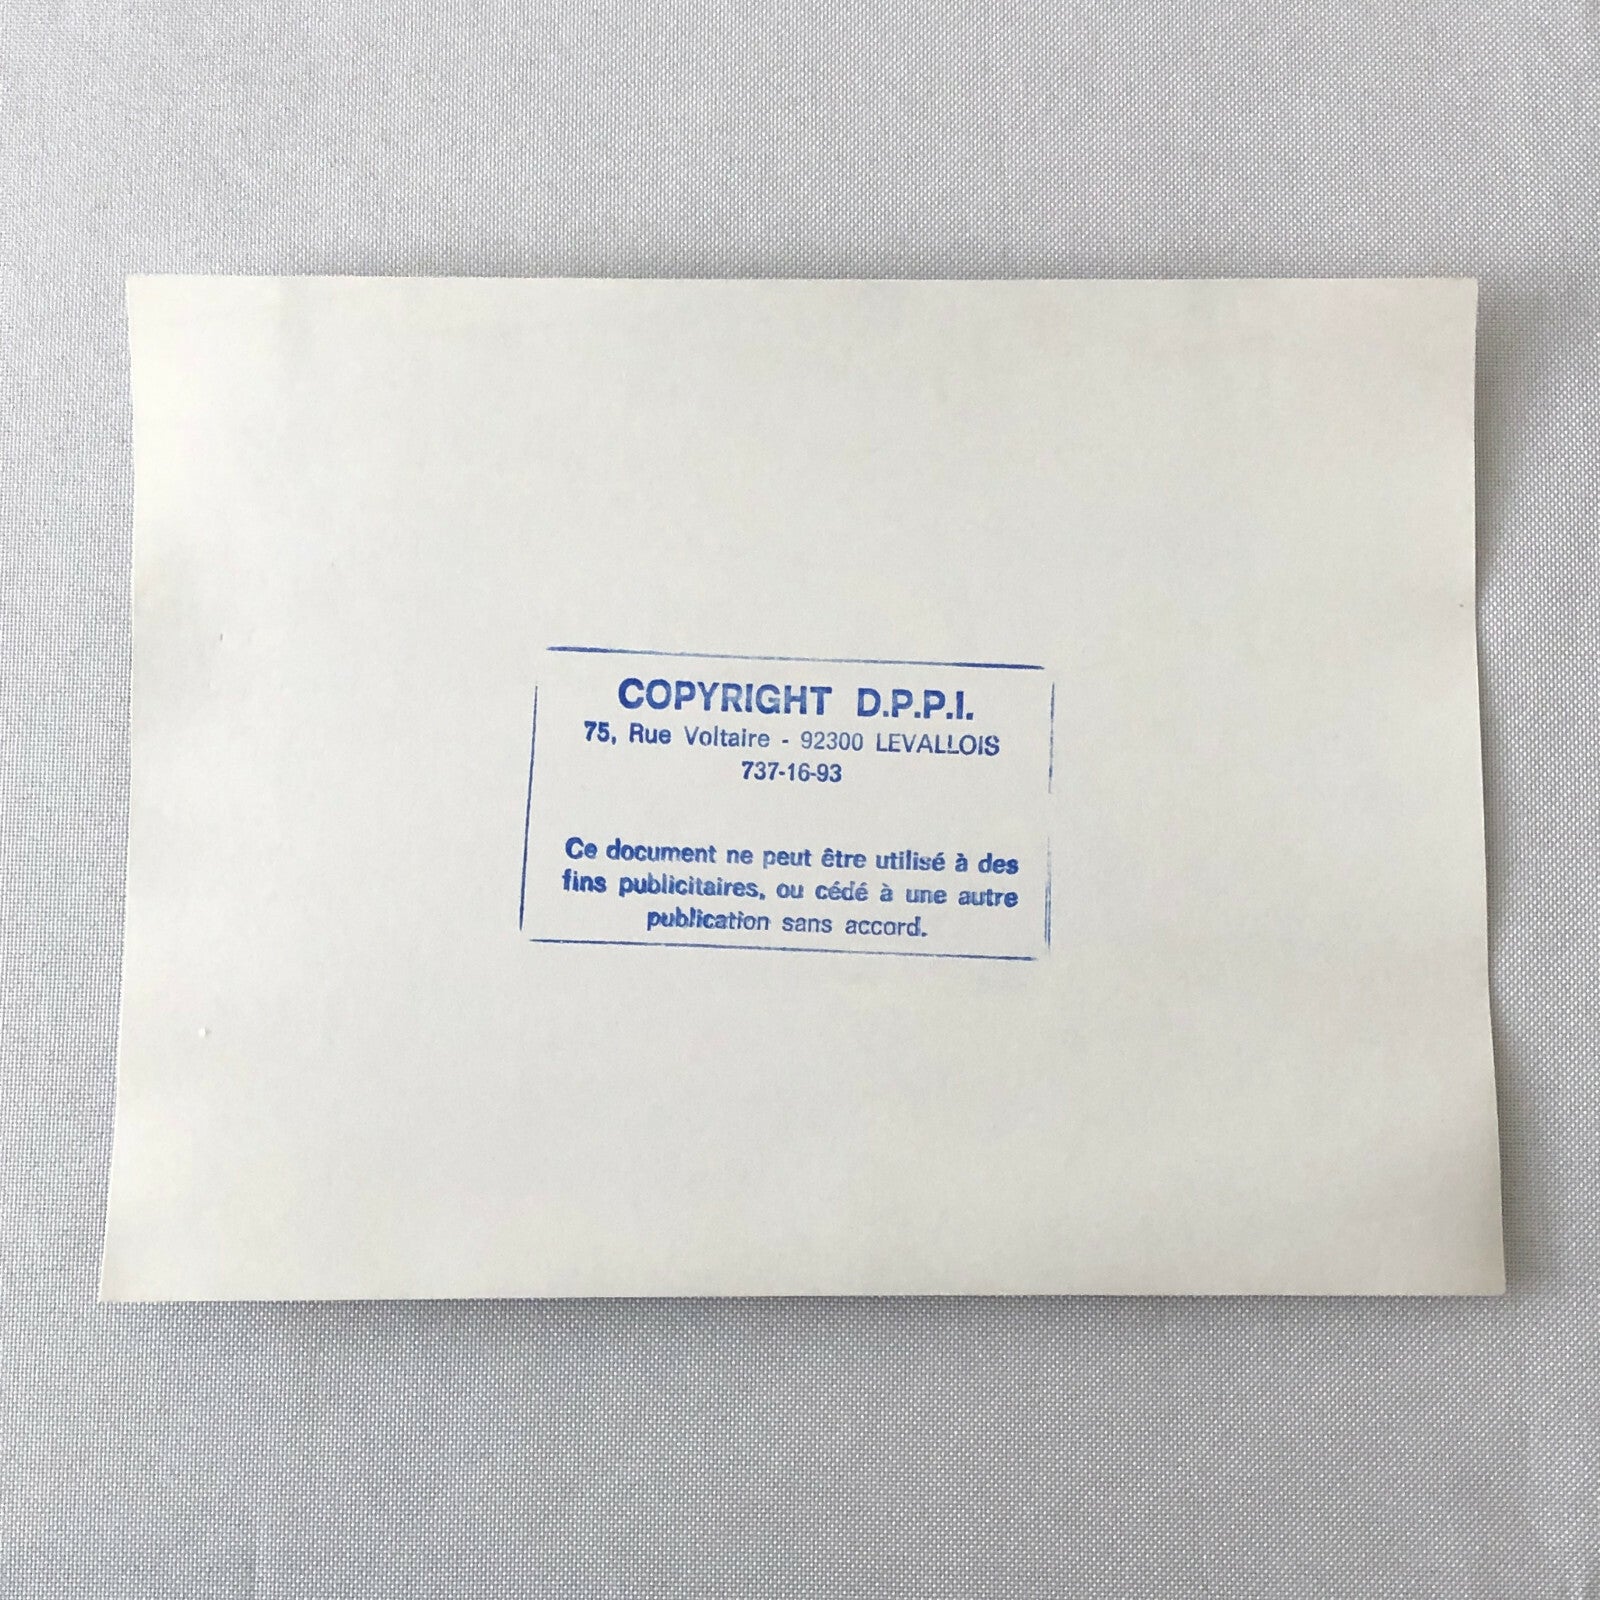 COPYRIGHT D.P.P.I.
75, Rue Voltaire - 92300 LEVALLOIS
737-16-93
Ce document ne peut être utilisé à des
fins publicitaires, ou cédé à une autre
publication sans accord.